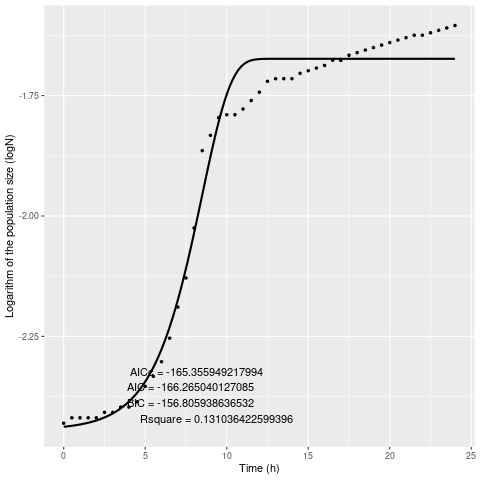 Logarithm of the population size (logN)
-1.75
-2.00
-2.25
AICc = -165.355949217994
AIC = -166.265040127085
BIC = -156.805938636532
Rsquare = 0.131036422599396
0 5 10 15 20 25
Time (h)